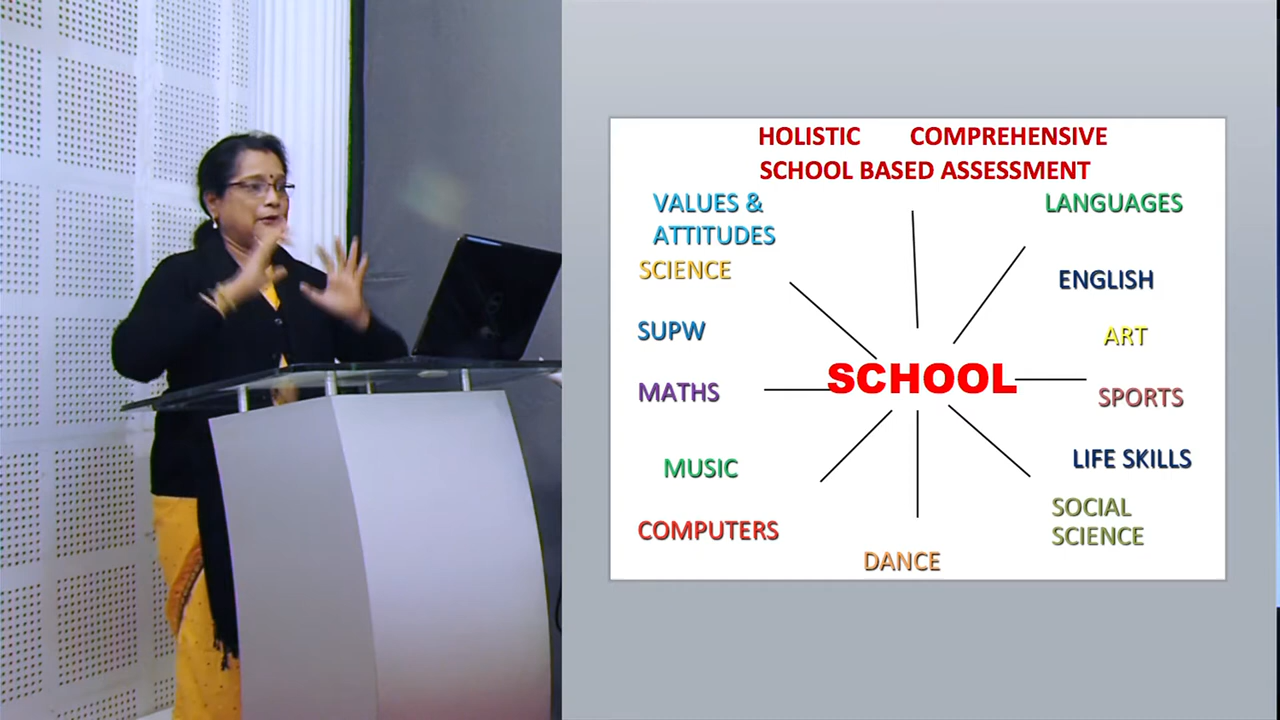 HOLISTIC COMPREHENSIVE
SCHOOL BASED ASSESSMENT
VALUES &
ATTITUDES
SCIENCE
SUPW
MATHS
MUSIC
COMPUTERS
SCHOOL
DANCE
LANGUAGES
ENGLISH
ART
SPORTS
LIFE SKILLS
SOCIAL
SCIENCE